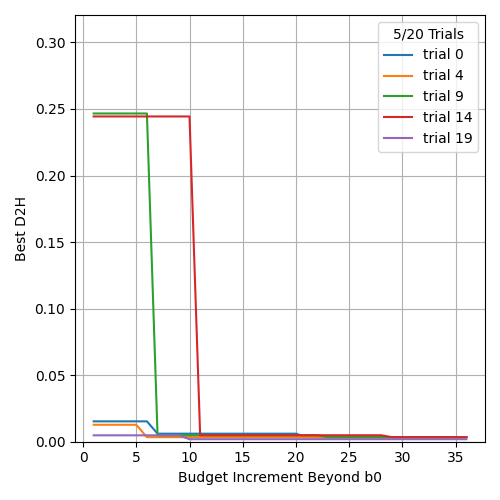 5/20 Trials
trial 0
trial 4
trial 9
trial 14
trial 19
Best D2H
0.30
0.25
0.20
0.15
0.10
0.05
0.00
0 5 10 15 20 25 30 35
Budget Increment Beyond b0